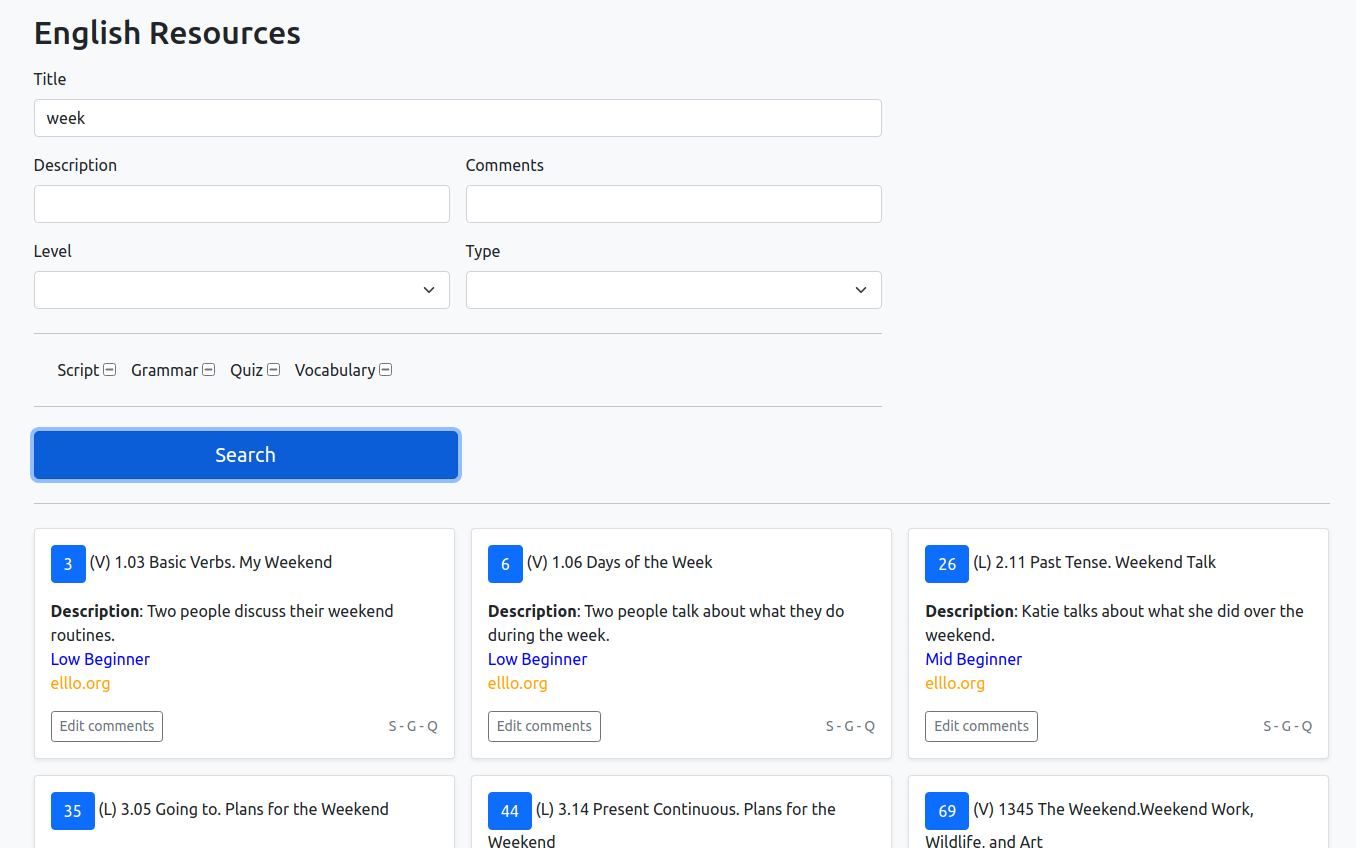 English Resources
Title
week
Description Comments
Level Type
Script Grammar Quiz Vocabulary
Search
3 (V) 1.03 Basic Verbs. My Weekend
Description: Two people discuss their weekend
routines.
Low Beginner
elllo.org
Edit comments S - G - Q
6 (V) 1.06 Days of the Week
Description: Two people talk about what they do
during the week.
Low Beginner
elllo.org
Edit comments S - G - Q
26 (L) 2.11 Past Tense. Weekend Talk
Description: Katie talks about what she did over the
weekend.
Mid Beginner
elllo.org
Edit comments S - G - Q
35 (L) 3.05 Going to. Plans for the Weekend
44 (L) 3.14 Present Continuous. Plans for the
Weekend
69 (V) 1345 The Weekend.Weekend Work,
Wildlife, and Art